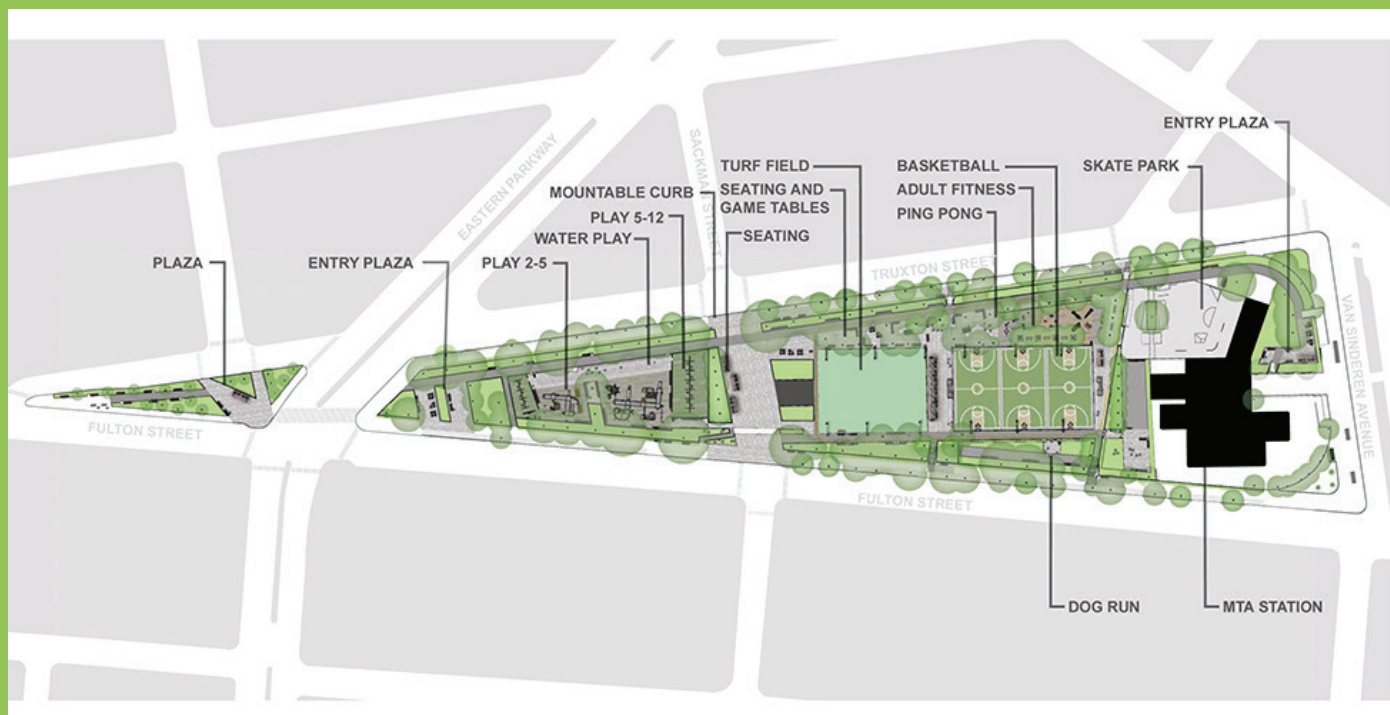 ENTRY PLAZA
EASTERN PARKWAY
SACKMAN STREET
TURF FIELD
BASKETBALL
SKATE PARK
MOUNTABLE CURB
SEATING AND
GAME TABLES
ADULT FITNESS
PLAY 5-12
PING PONG
WATER PLAY
SEATING
PLAZA
ENTRY PLAZA
PLAY 2-5
TRUXTON STREET
VAN SINDEREN AVENUE
FULTON STREET
FULTON STREET
DOG RUN
MTA STATION